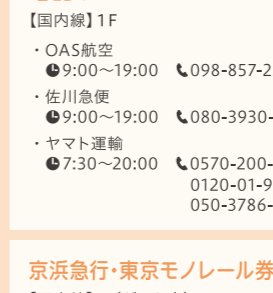 【国内線】1F
・OAS航空
9:00～19:00 098-857-2
・佐川急便
9:00～19:00 080-3930-
・ヤマト運輸
7:30～20:00 0570-200-
0120-01-9
050-3786-
京浜急行・東京モノレール券